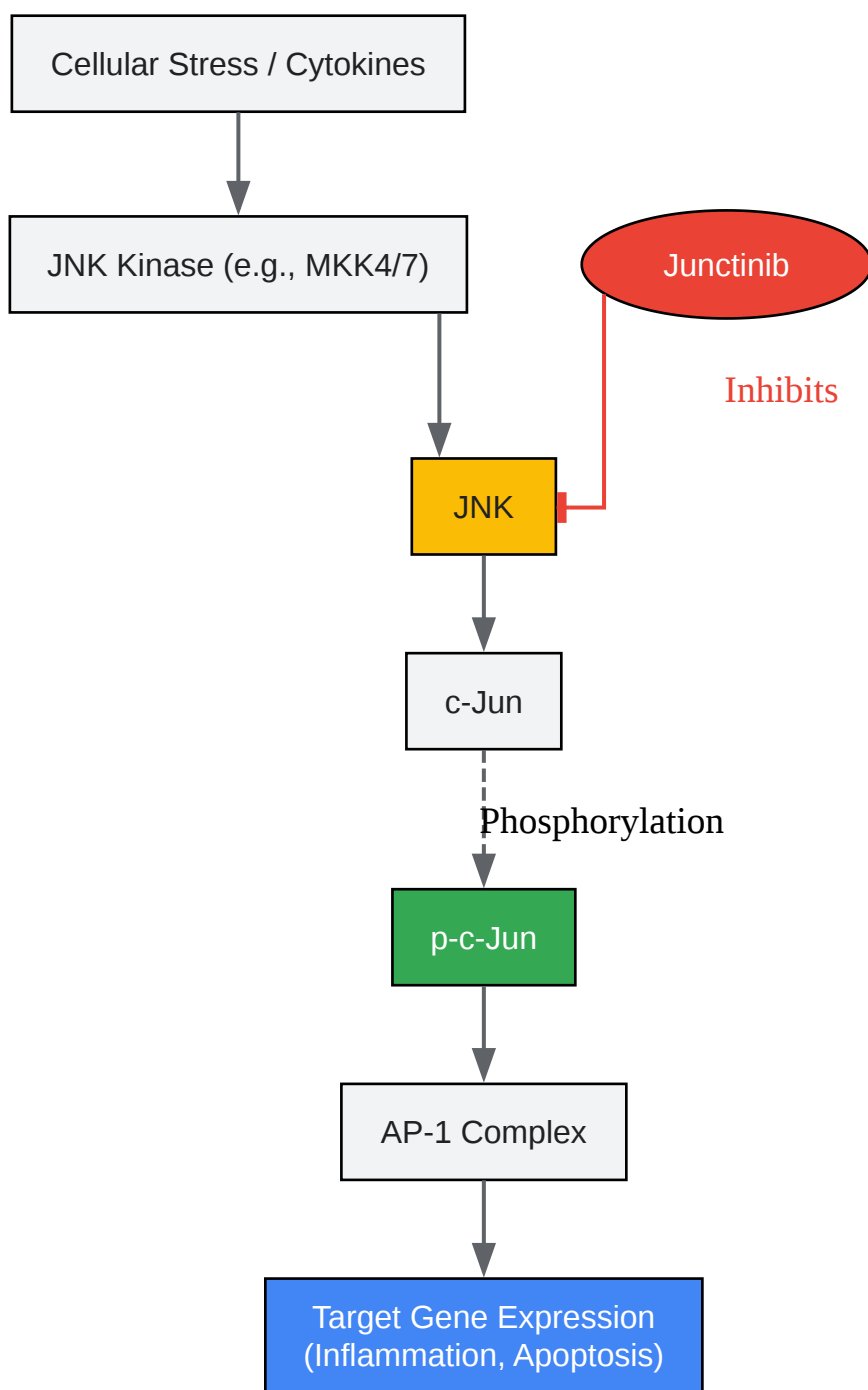 Cellular Stress / Cytokines
JNK Kinase (e.g., MKK4/7)
Junctinib
Inhibits
JNK
c-Jun
Phosphorylation
p-c-Jun
AP-1 Complex
Target Gene Expression
(Inflammation, Apoptosis)